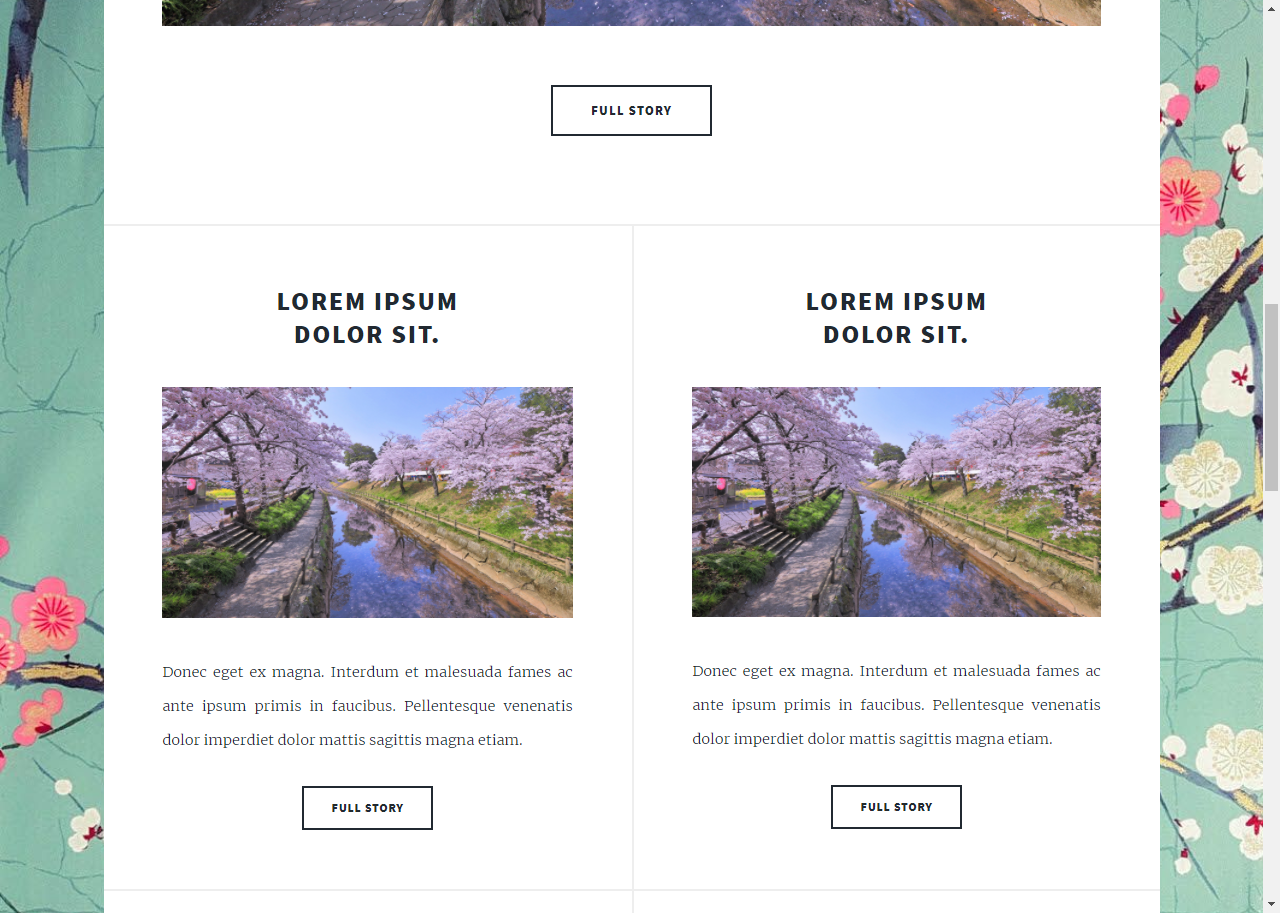 FULL STORY
LOREM IPSUM
DOLOR SIT.
Donec eget ex magna. Interdum et malesuada fames ac
ante ipsum primis in faucibus. Pellentesque venenatis
dolor imperdiet dolor mattis sagittis magna etiam.
FULL STORY
LOREM IPSUM
DOLOR SIT.
Donec eget ex magna. Interdum et malesuada fames ac
ante ipsum primis in faucibus. Pellentesque venenatis
dolor imperdiet dolor mattis sagittis magna etiam.
FULL STORY